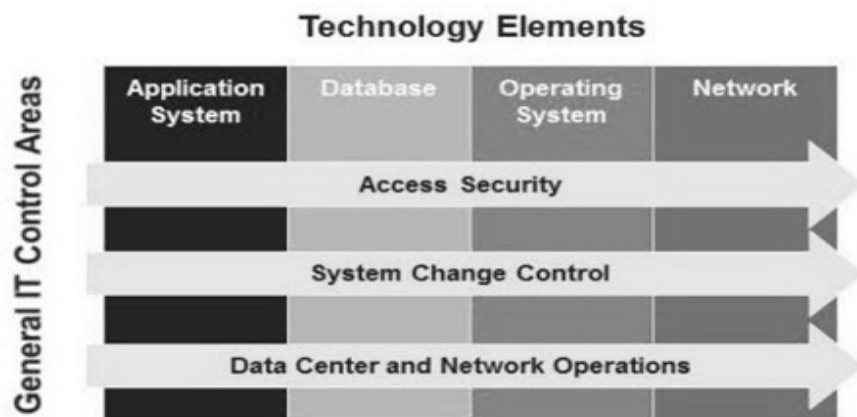 Technology Elements
General IT Control Areas
Application
System
Database
Operating
System
Network
Access Security
System Change Control
Data Center and Network Operations